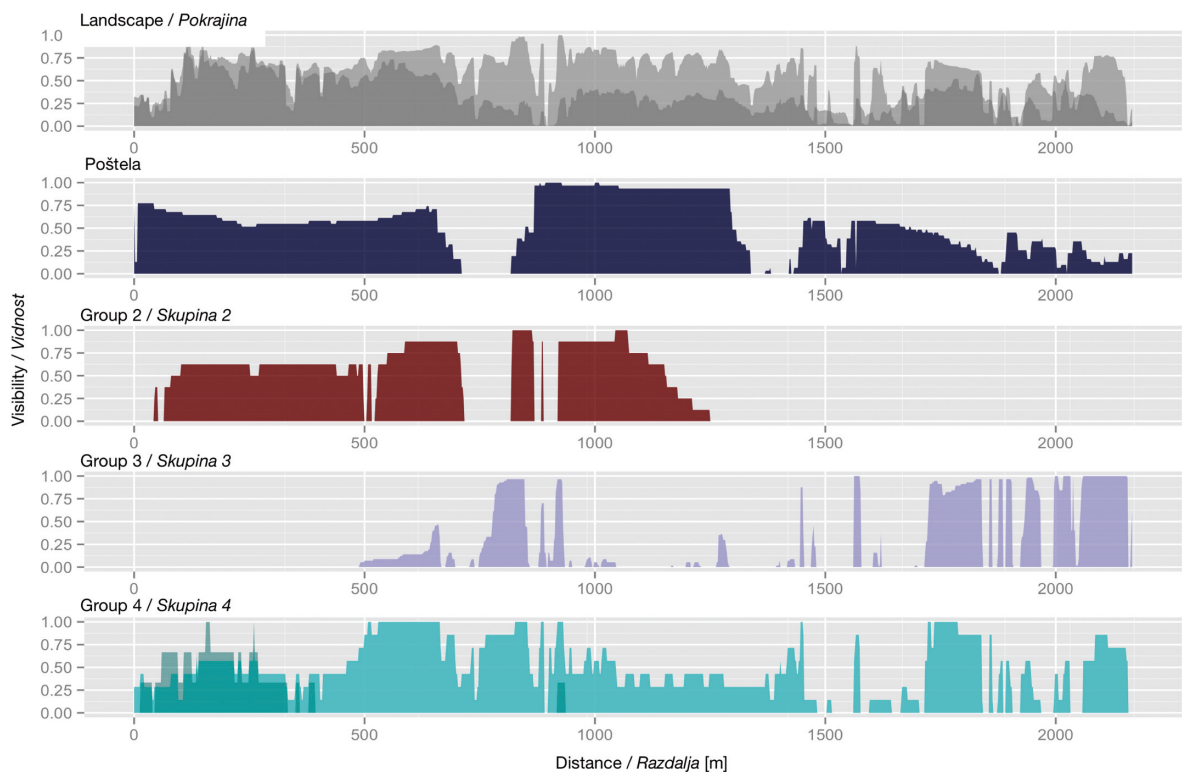 Landscape / Pokrajina
1.0
0.75
0.50
0.25
0.00
0 500 1000 1500 2000
Poštela
1.00
0.75
0.50
0.25
0.00
0 500 1000 1500 2000
Group 2 / Skupina 2
1.00
0.75
0.50
0.25
0.00
0 500 1000 1500 2000
Group 3 / Skupina 3
1.00
0.75
0.50
0.25
0.00
0 500 1000 1500 2000
Group 4 / Skupina 4
1.00
0.75
0.50
0.25
0.00
0 500 1000 1500 2000
Visibility / Vidnost
Distance / Razdalja [m]